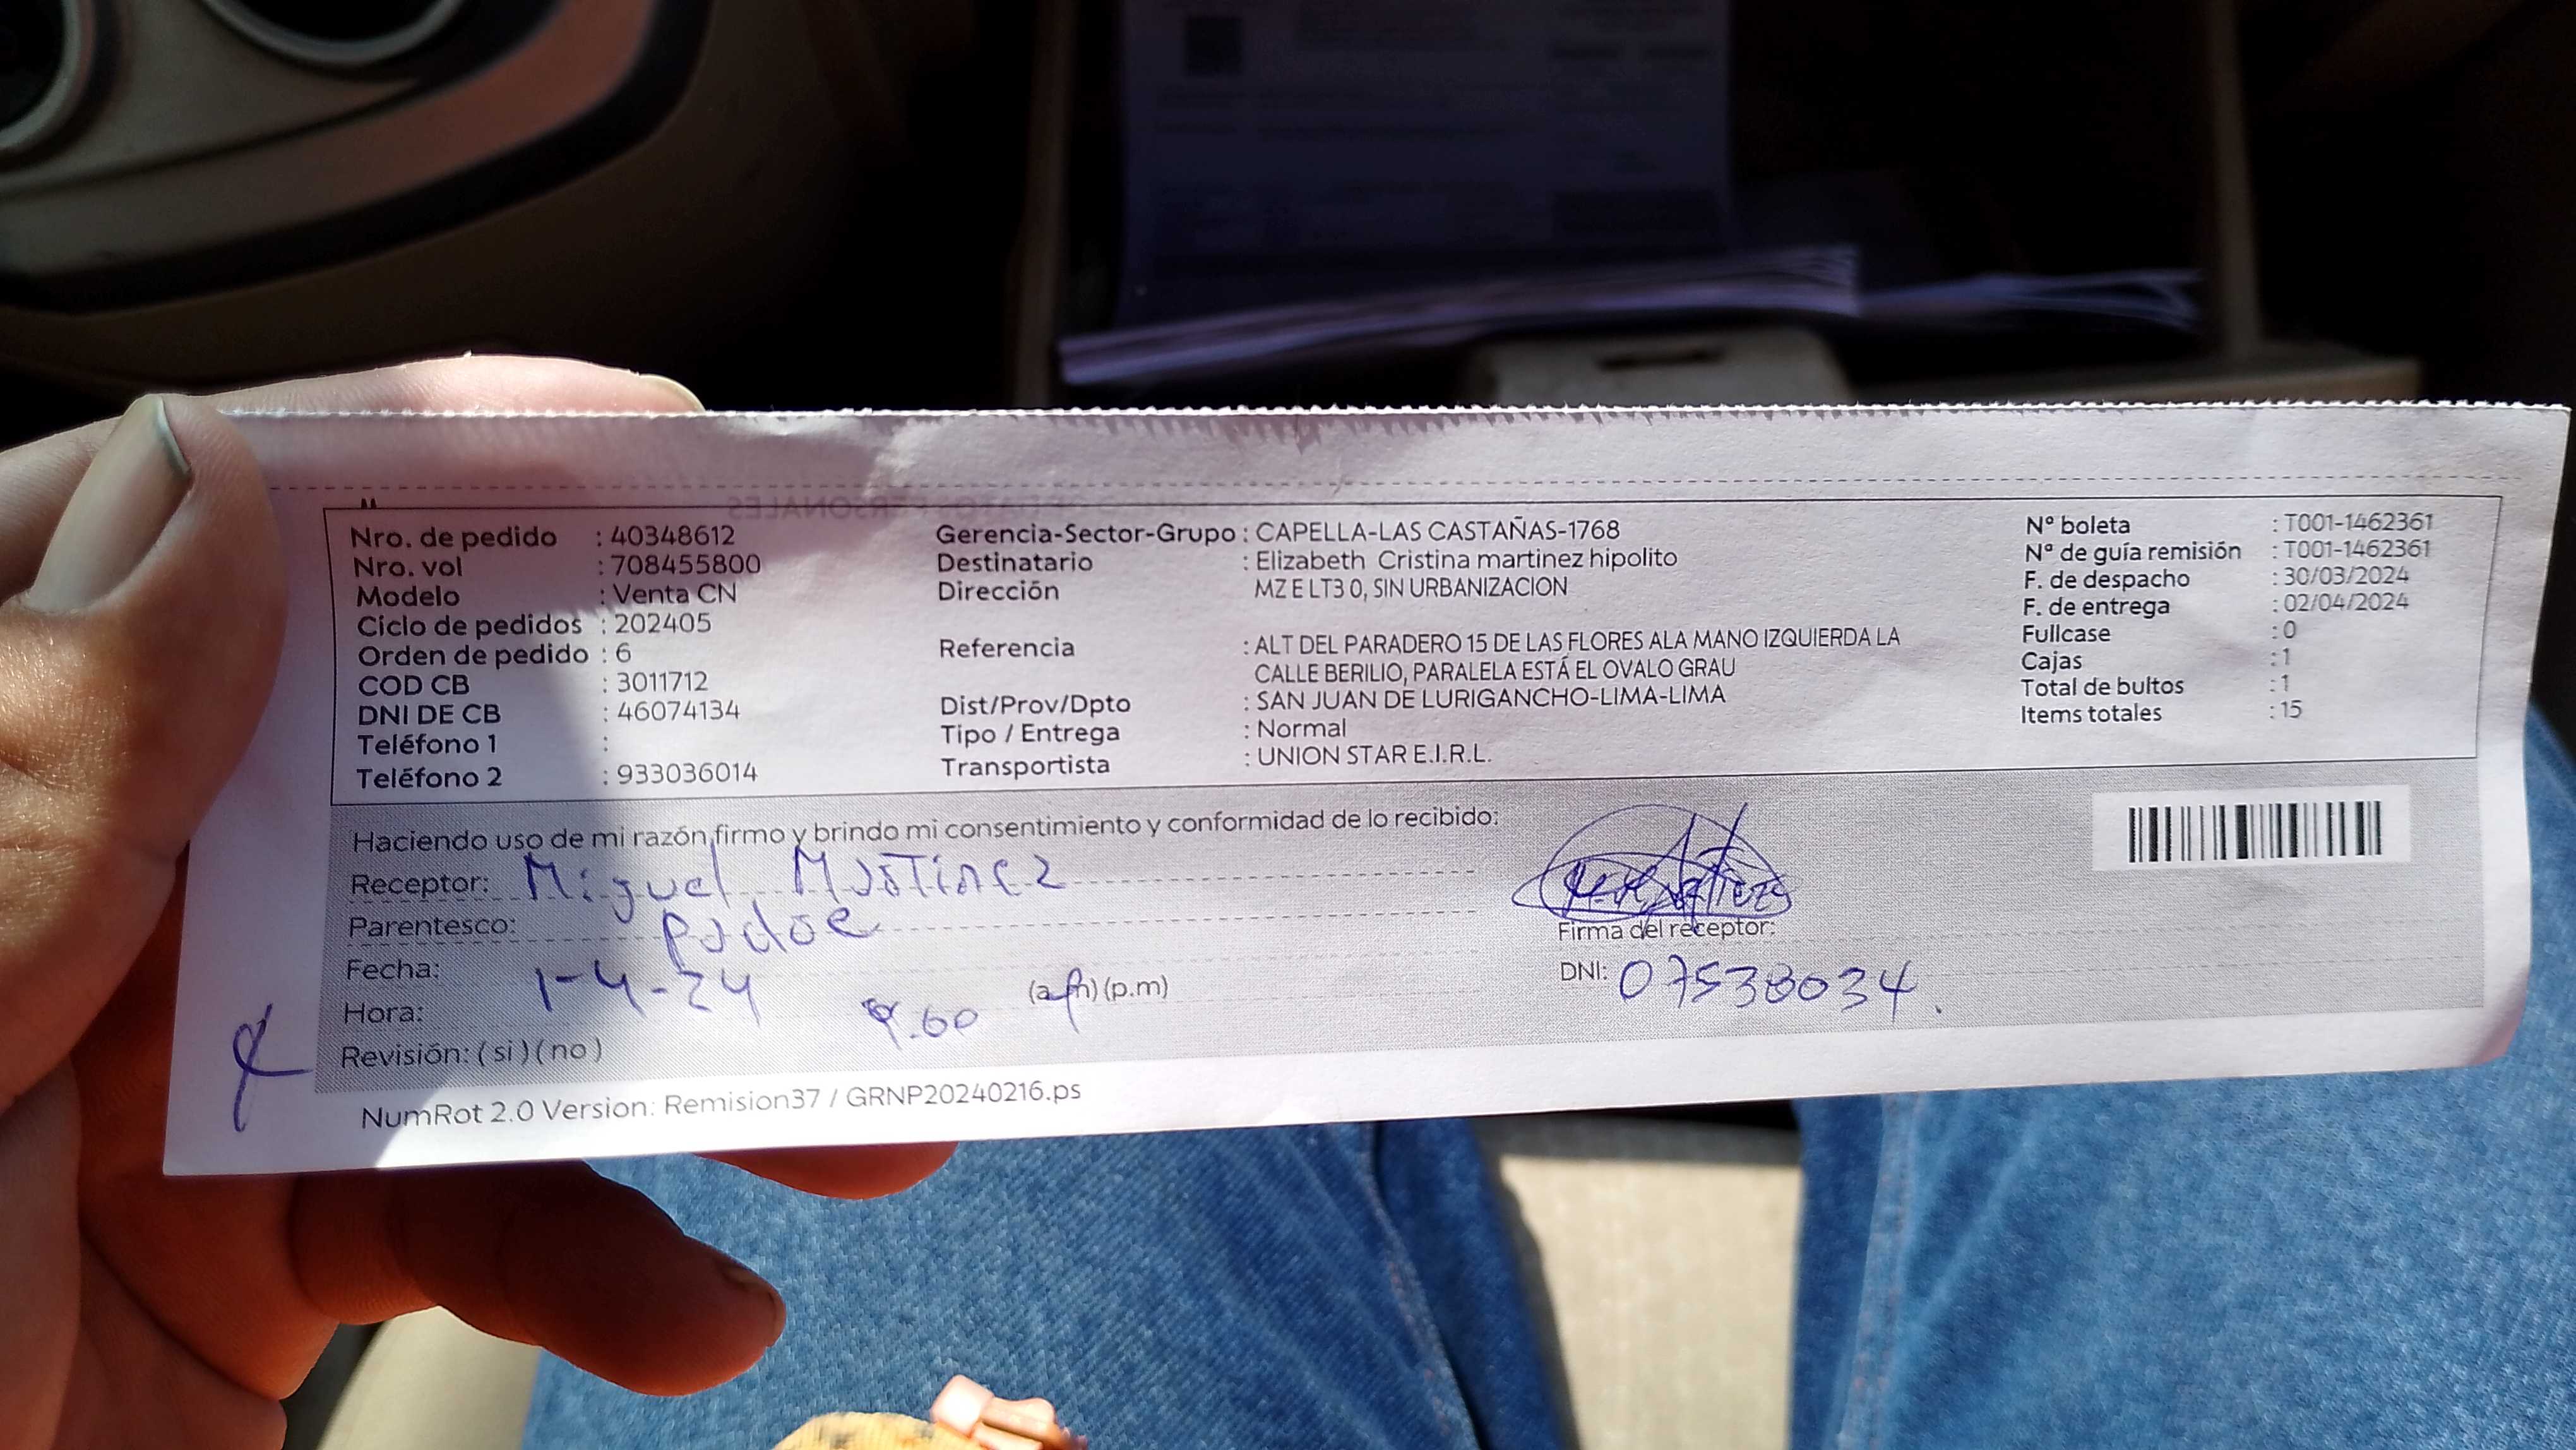 Nro. de pedido : 40348612
Nro. vol : 708455800
Modelo : Venta CN
Ciclo de pedidos : 202405
Orden de pedido : 6
COD CB : 3011712
DNI DE CB : 46074134
Teléfono 1 :
Teléfono 2 : 933036014
Gerencia-Sector-Grupo : CAPELLA-LAS CASTAÑAS-1768
Destinatario : Elizabeth Cristina martinez hipolito
Dirección MZ E LT3 0, SIN URBANIZACION
Referencia : ALT DEL PARADERO 15 DE LAS FLORES ALA MANO IZQUIERDA LA
CALLE BERILIO, PARALELA ESTÁ EL OVALO GRAU
Dist/Prov/Dpto : SAN JUAN DE LURIGANCHO-LIMA-LIMA
Tipo / Entrega : Normal
Transportista : UNION STAR E.I.R.L.
Nº boleta : T001-1462361
Nº de guía remisión : T001-1462361
F. de despacho : 30/03/2024
F. de entrega : 02/04/2024
Fullcase : 0
Cajas : 1
Total de bultos : 1
Items totales : 15
Haciendo uso de mi razón,firmo y brindo mi consentimiento y conformidad de lo recibido:
Receptor: Miguel Martinez
Parentesco: padre
Fecha: 1-4-24
Hora: (a.m) (p.m)
Revisión: ( si ) ( no )
Firma del receptor:
DNI: 07538034.
NumRot 2.0 Version: Remision37 / GRNP20240216.ps